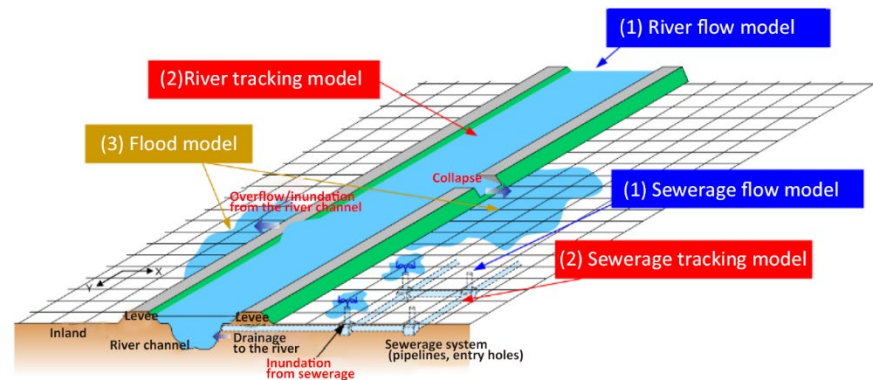 (1) River flow model
(2)River tracking model
(3) Flood model
Collapse
Overflow/inundation
from the river channel
(1) Sewerage flow model
(2) Sewerage tracking model
X
Y
Levee
Levee
Inland
River channel
Drainage
to the river
Inundation
from sewerage
Sewerage system
(pipelines, entry holes)